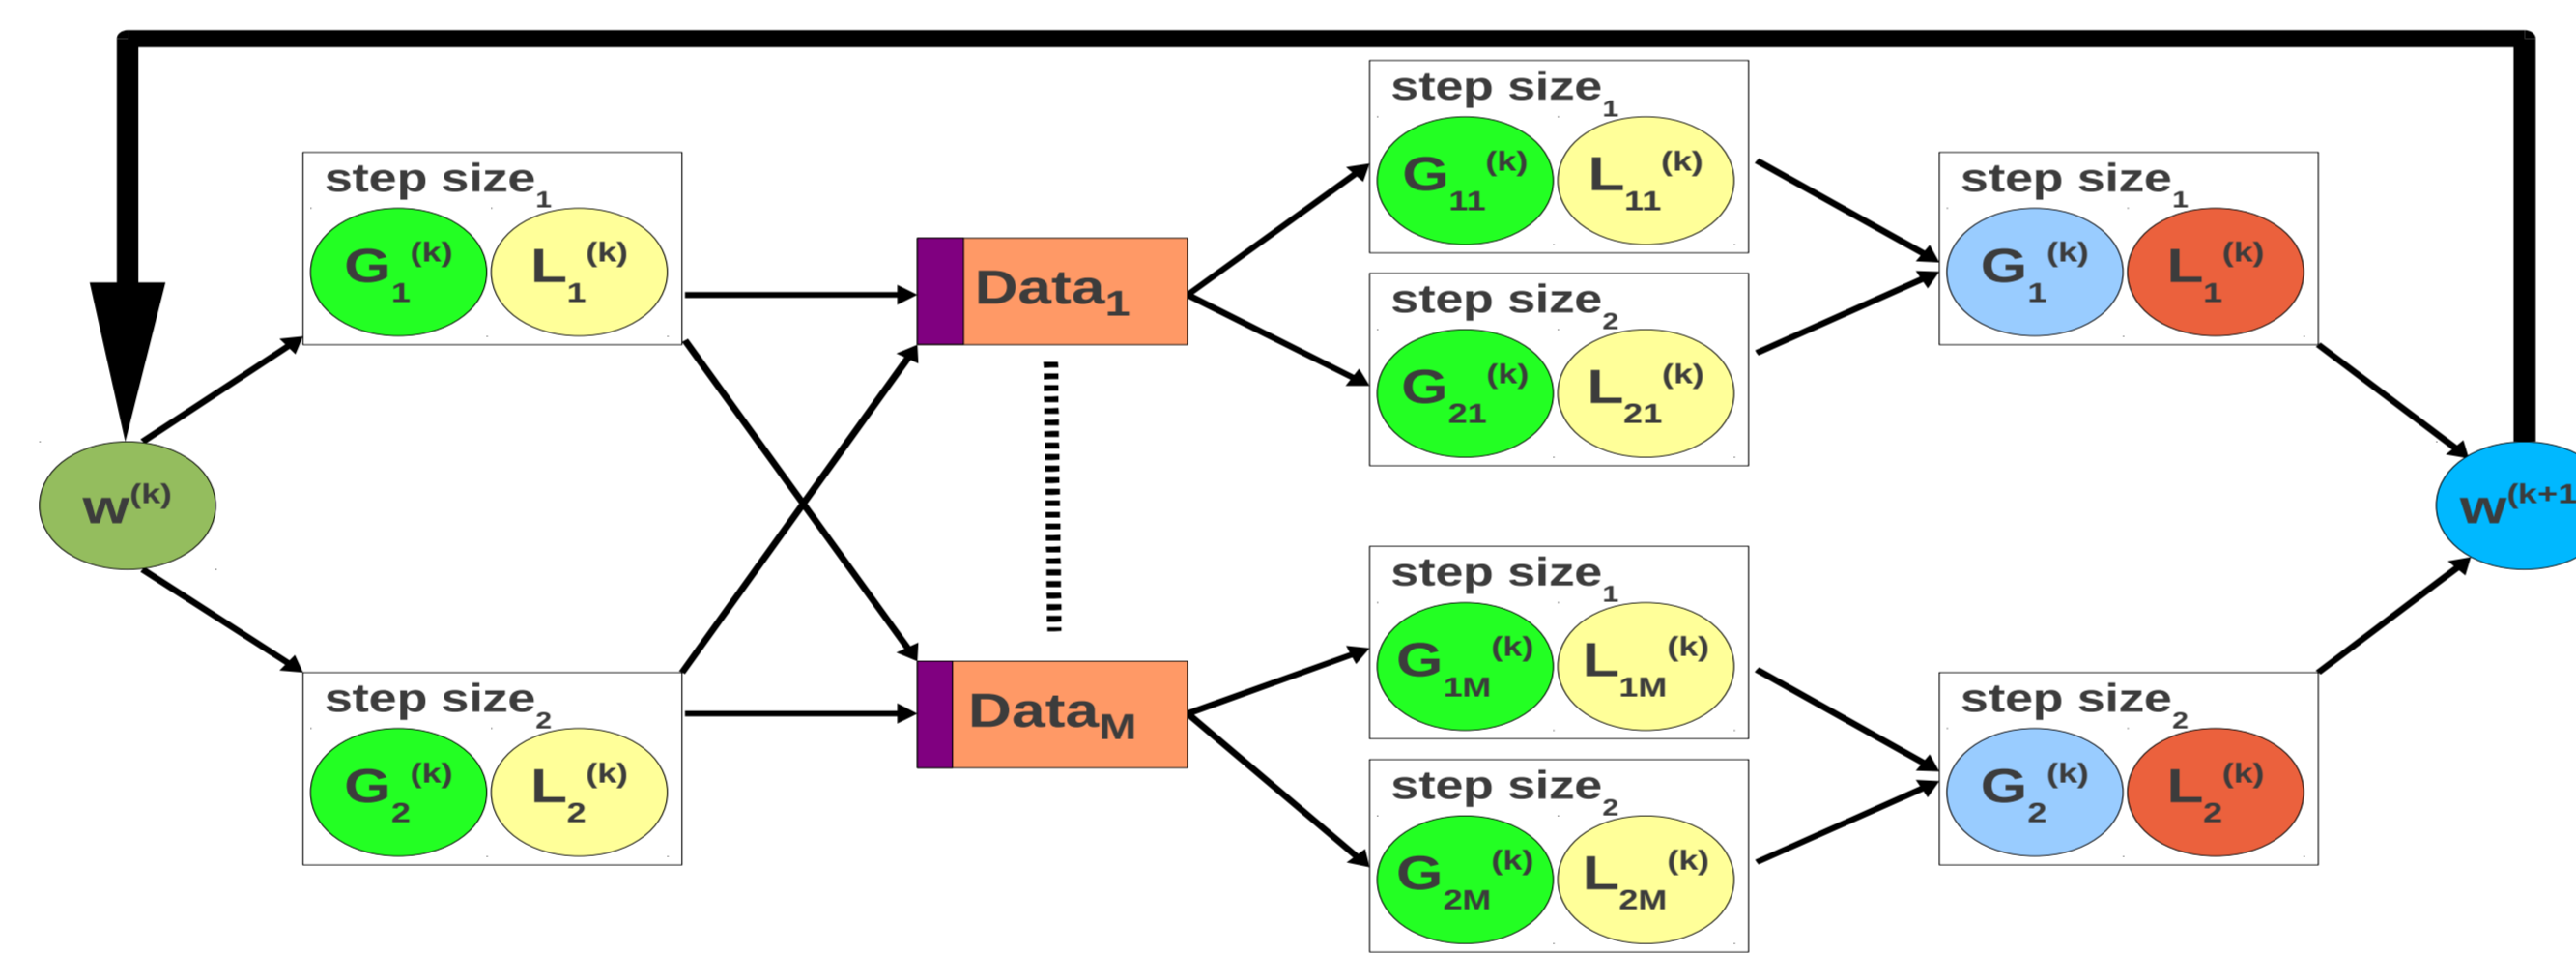 w(k)
step size1
G1(k) L1(k)
step size2
G2(k) L2(k)
Data1
DataM
step size1
G11(k) L11(k)
step size2
G21(k) L21(k)
step size1
G1M(k) L1M(k)
step size2
G2M(k) L2M(k)
step size1
G1(k) L1(k)
step size2
G2(k) L2(k)
w(k+1